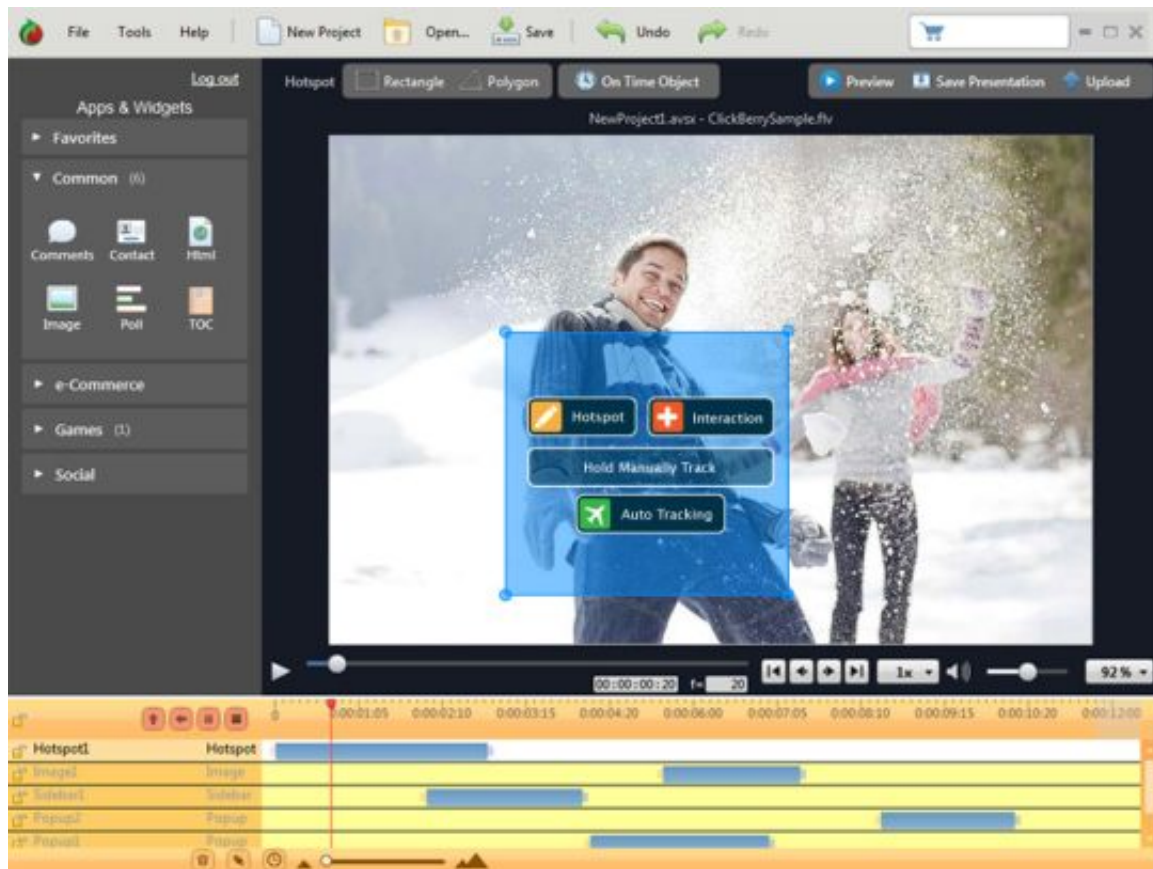 File Tools Help New Project Open... Save Undo Redo
Log out
Apps & Widgets
Favorites
Common (6)
Comments Contact Html
Image Poll TOC
e-Commerce
Games (1)
Social
Hotspot Rectangle Polygon On Time Object Preview Save Presentation Upload
NewProject1.avsx - ClickBerrySample.flv
Hotspot Interaction
Hold Manually Track
Auto Tracking
00:00:00:20 f= 20 1x 92 %
0 0:00:01:05 0:00:02:10 0:00:03:15 0:00:04:20 0:00:06:00 0:00:07:05 0:00:08:10 0:00:09:15 0:00:10:20 0:00:12:00
Hotspot1 Hotspot
Image1 Image
Sidebar1 Sidebar
Popup2 Popup
Popup1 Popup